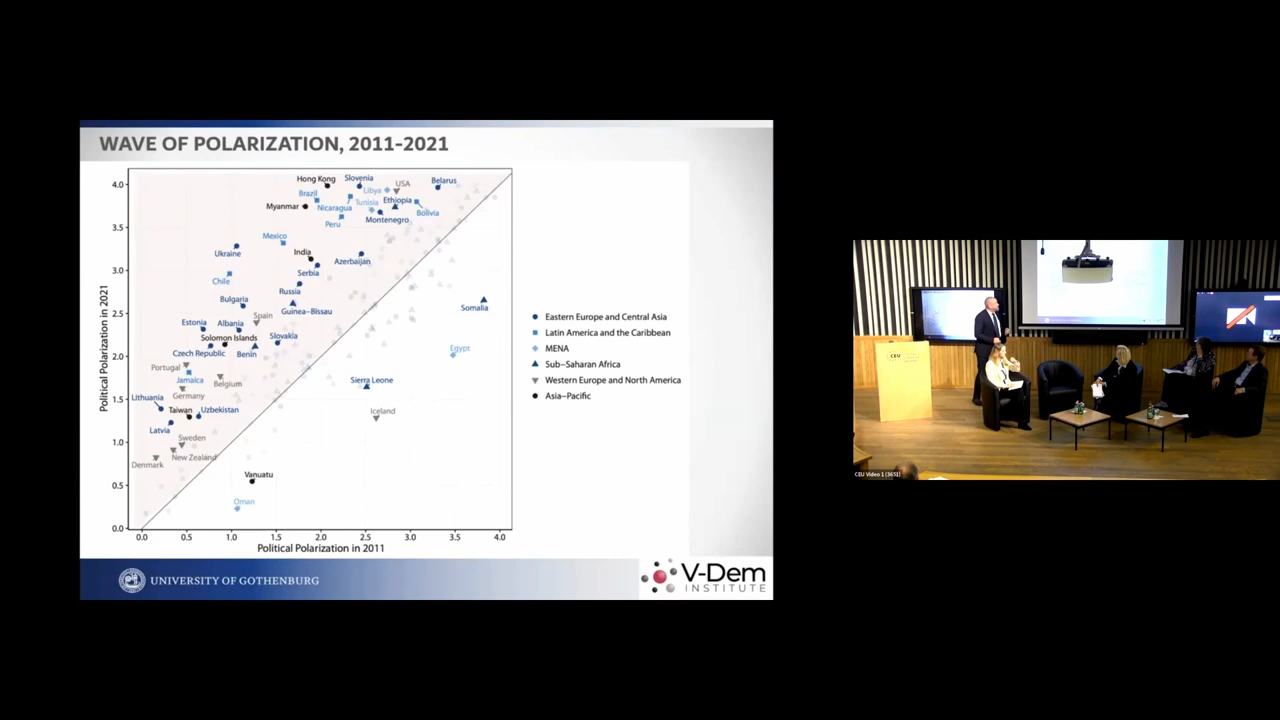 WAVE OF POLARIZATION, 2011-2021
Political Polarization in 2021
4.0
3.5
3.0
2.5
2.0
1.5
1.0
0.5
0.0
Hong Kong
Slovenia
USA
Belarus
Libya
Brazil
Tunisia
Ethiopia
Myanmar
Nicaragua
Bolivia
Peru
Montenegro
Mexico
Ukraine
India
Azerbaijan
Serbia
Chile
Russia
Bulgaria
Guinea-Bissau
Somalia
Spain
Estonia
Albania
Solomon Islands
Slovakia
Czech Republic
Benin
Egypt
Portugal
Jamaica
Belgium
Sierra Leone
Germany
Lithuania
Taiwan
Uzbekistan
Iceland
Latvia
Sweden
New Zealand
Denmark
Vanuatu
Oman
0.0 0.5 1.0 1.5 2.0 2.5 3.0 3.5 4.0
Political Polarization in 2011
Eastern Europe and Central Asia
Latin America and the Caribbean
MENA
Sub-Saharan Africa
Western Europe and North America
Asia-Pacific
UNIVERSITY OF GOTHENBURG
V-Dem
INSTITUTE
CEU
CEU Video 1 (3651)